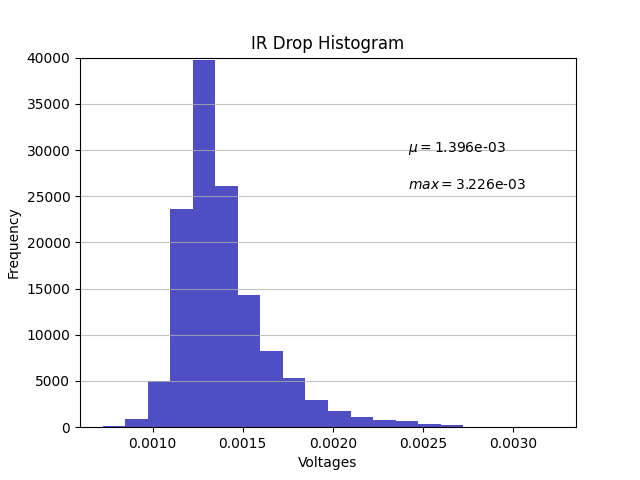 IR Drop Histogram
40000
35000
30000
25000
20000
15000
10000
5000
0
Frequency
μ = 1.396e-03
max = 3.226e-03
0.0010 0.0015 0.0020 0.0025 0.0030
Voltages